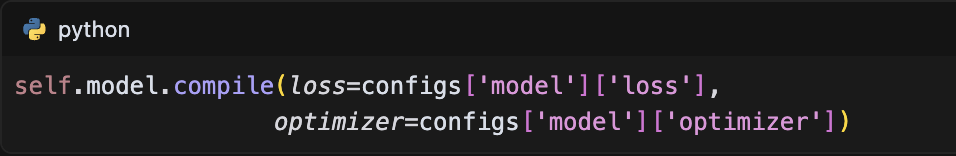 python
self.model.compile(loss=configs['model']['loss'],
                   optimizer=configs['model']['optimizer'])